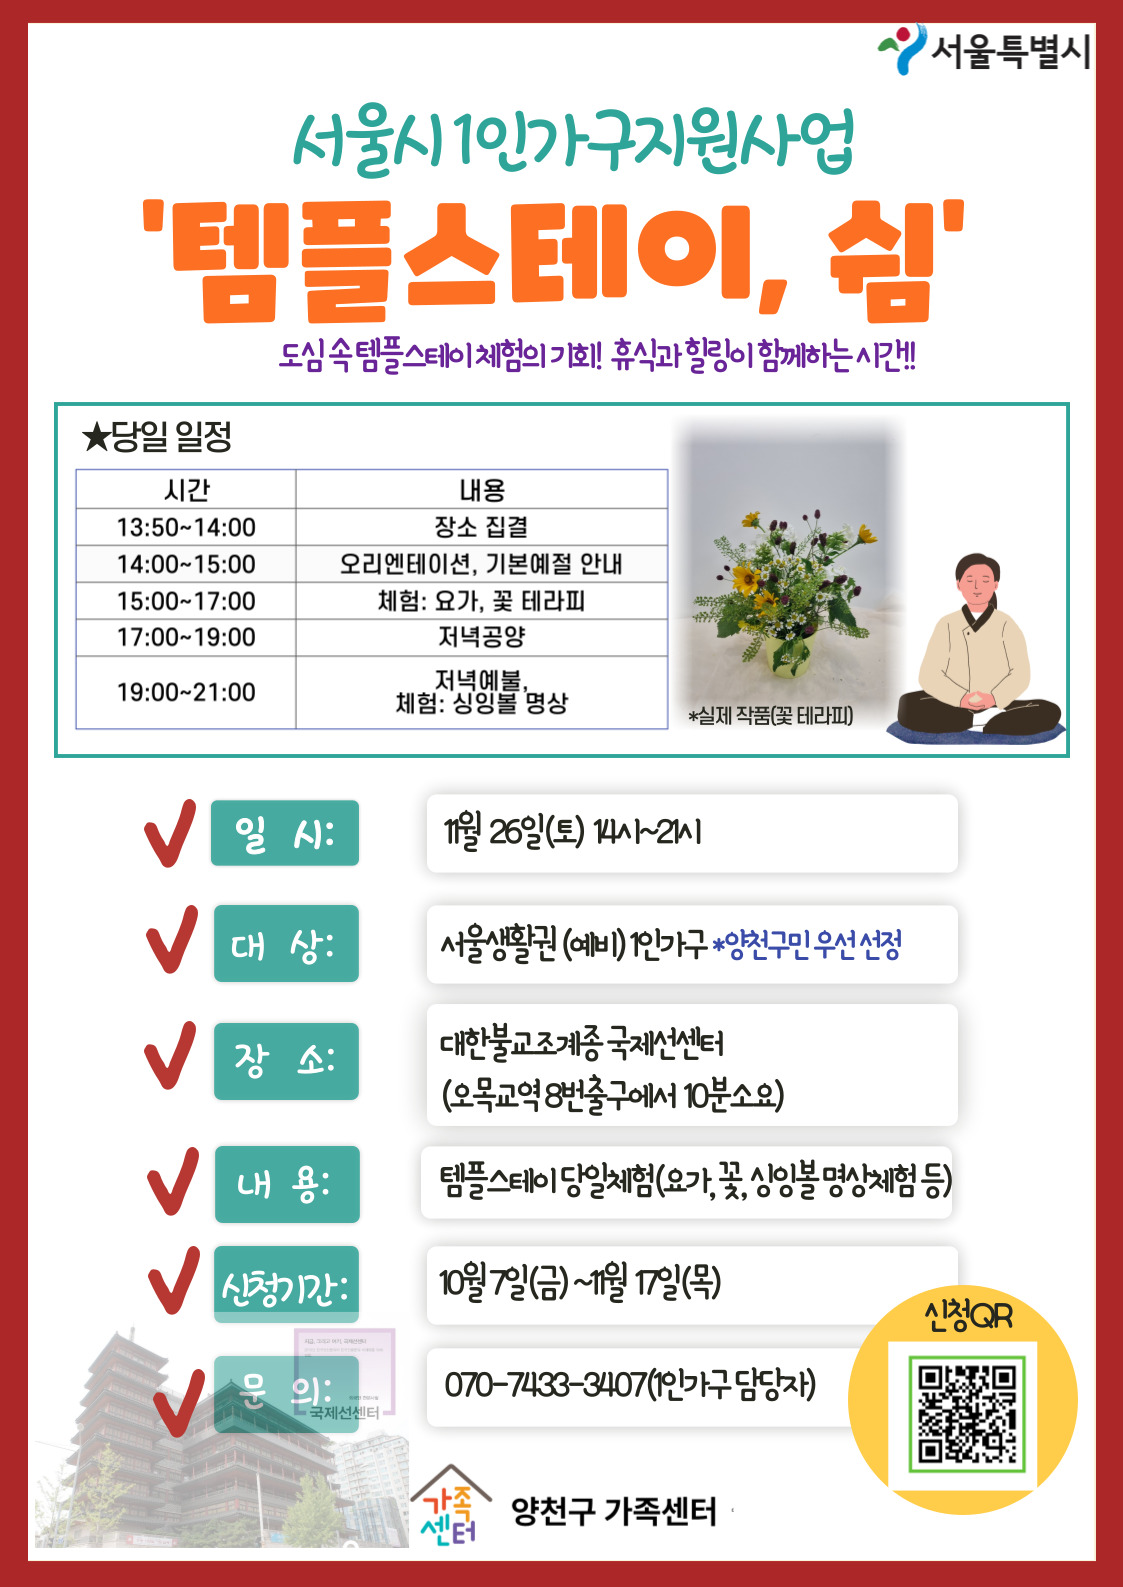 서울특별시
서울시 1인가구지원사업
'템플스테이, 쉼'
도심 속 템플스테이 체험의 기회! 휴식과 힐링이 함께하는 시간!!
★당일 일정
시간 내용
13:50~14:00 장소 집결
14:00~15:00 오리엔테이션, 기본예절 안내
15:00~17:00 체험: 요가, 꽃 테라피
17:00~19:00 저녁공양
19:00~21:00 저녁예불,
체험: 싱잉볼 명상
*실제 작품(꽃 테라피)
일 시: 11월 26일(토) 14시~21시
대 상: 서울생활권 (예비) 1인가구 *양천구민 우선 선정
장 소: 대한불교조계종 국제선센터
(오목교역 8번출구에서 10분소요)
내 용: 템플스테이 당일체험(요가, 꽃, 싱잉볼 명상체험 등)
신청기간: 10월 7일(금) ~11월 17일(목)
신청QR
문 의: 070-7433-3407(1인가구 담당자)
국제선센터
가족센터
양천구 가족센터